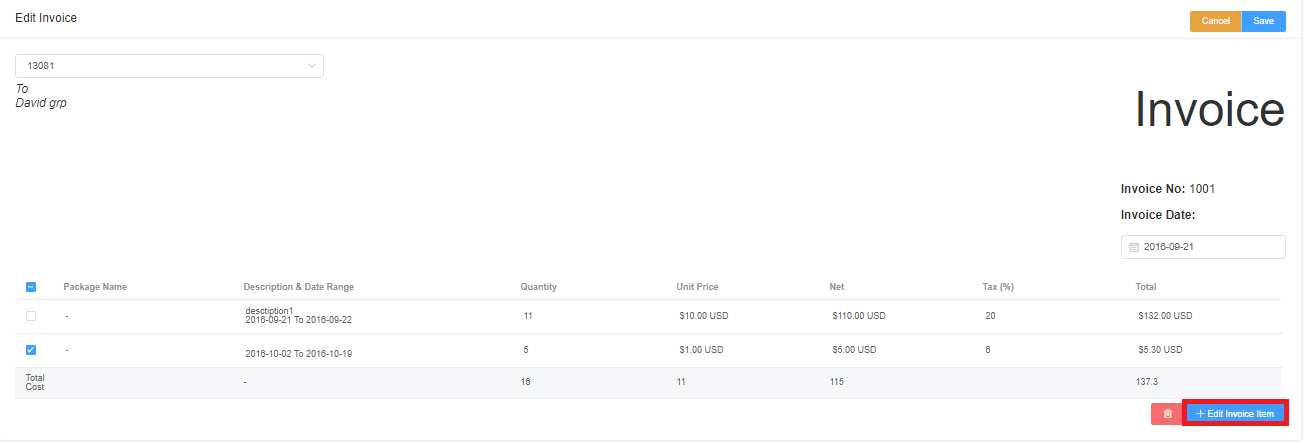 Edit Invoice
Cancel Save
13081
To
David grp
Invoice
Invoice No: 1001
Invoice Date:
2016-09-21
Package Name Description & Date Range Quantity Unit Price Net Tax (%) Total
- desctiption1
2016-09-21 To 2016-09-22 11 $10.00 USD $110.00 USD 20 $132.00 USD
- 2016-10-02 To 2016-10-19 5 $1.00 USD $5.00 USD 6 $5.30 USD
Total
Cost - 16 11 115 137.3
+ Edit Invoice Item